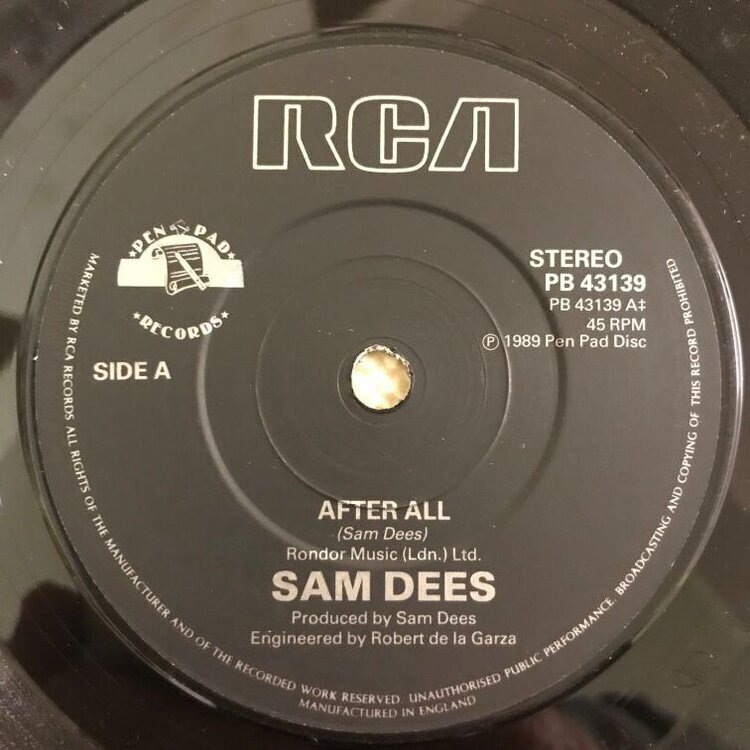 RCA
PEN PAD
RECORDS
SIDE A
STEREO
PB 43139
PB 43139 A‡
45 RPM
℗ 1989 Pen Pad Disc
AFTER ALL
(Sam Dees)
Rondor Music (Ldn.) Ltd.
SAM DEES
Produced by Sam Dees
Engineered by Robert de la Garza
MARKETED BY RCA RECORDS ALL RIGHTS OF THE MANUFACTURER AND OF THE RECORDED WORK RESERVED. UNAUTHORISED PUBLIC PERFORMANCE. BROADCASTING AND COPYING OF THIS RECORD PROHIBITED
MANUFACTURED IN ENGLAND